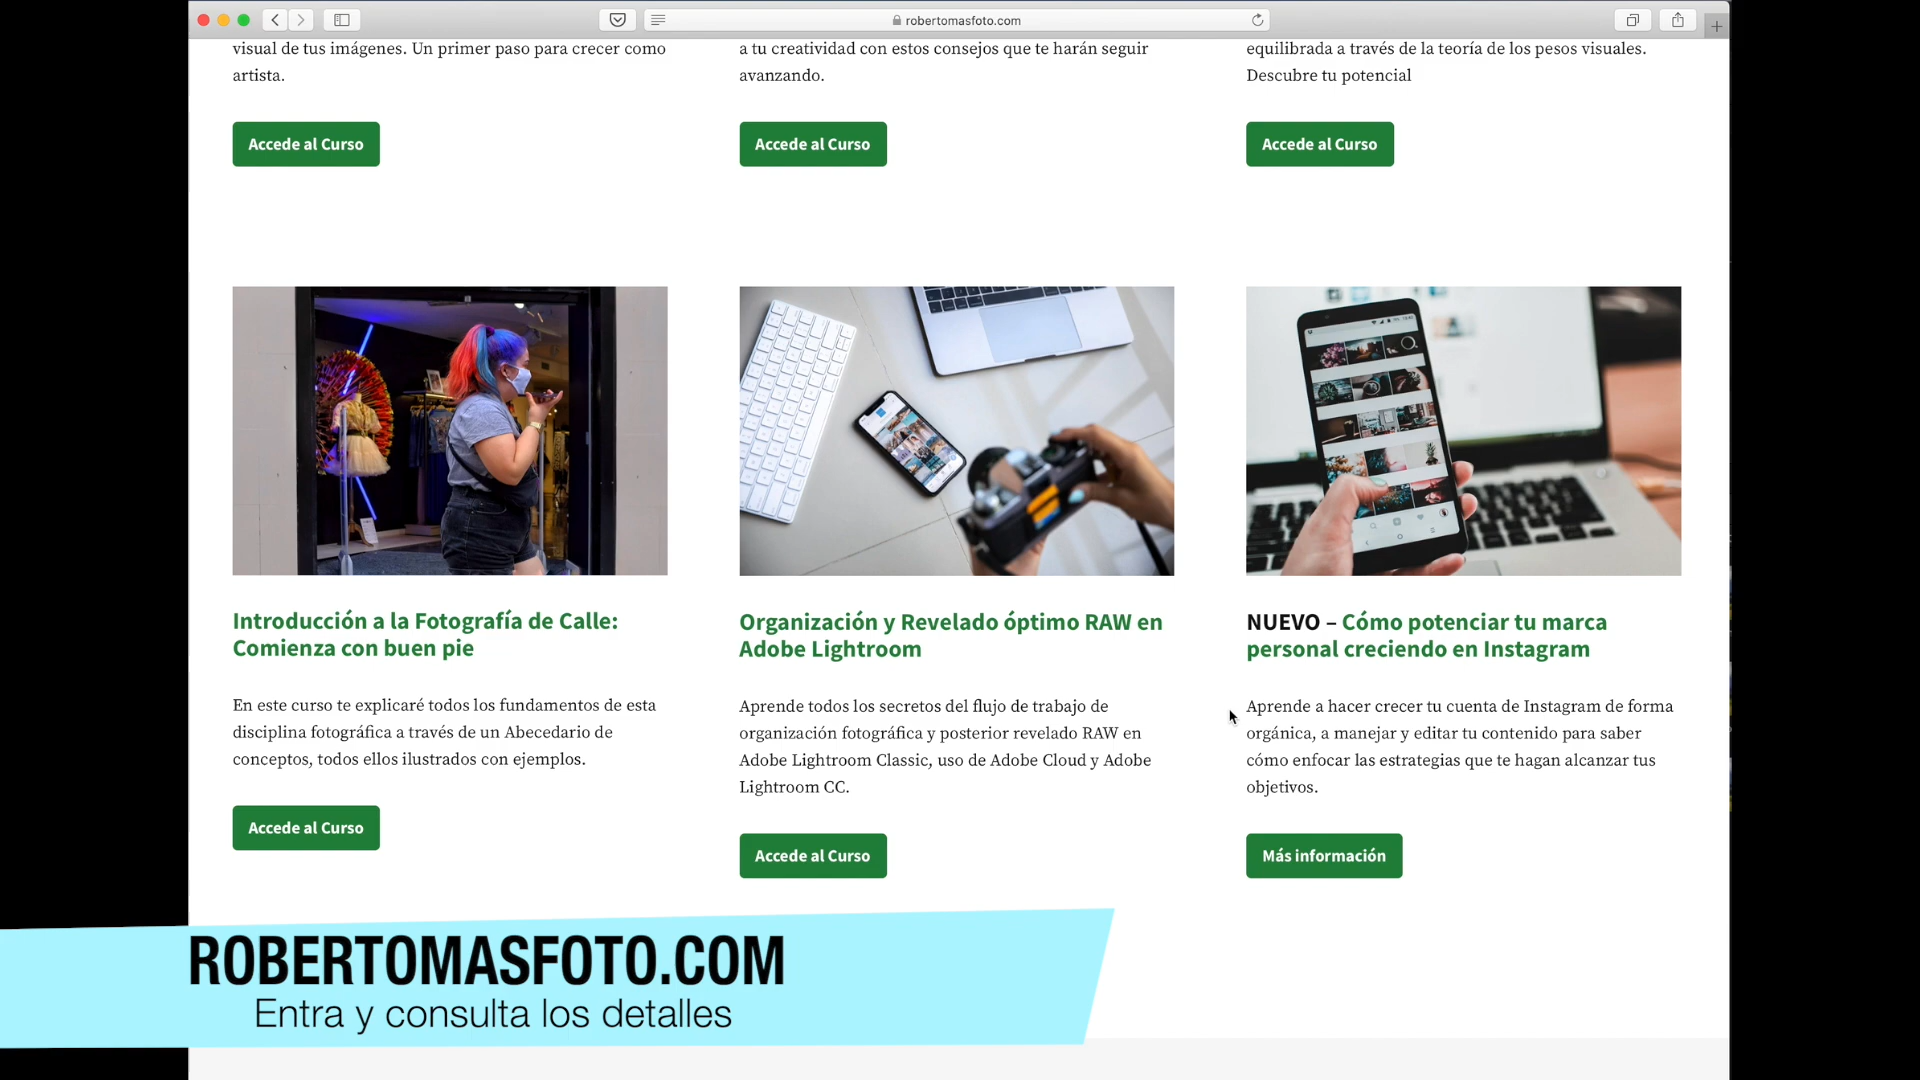 robertomasfoto.com
visual de tus imágenes. Un primer paso para crecer como
artista.
Accede al Curso
a tu creatividad con estos consejos que te harán seguir
avanzando.
Accede al Curso
equilibrada a través de la teoría de los pesos visuales.
Descubre tu potencial
Accede al Curso
Introducción a la Fotografía de Calle:
Comienza con buen pie
En este curso te explicaré todos los fundamentos de esta
disciplina fotográfica a través de un Abecedario de
conceptos, todos ellos ilustrados con ejemplos.
Accede al Curso
Organización y Revelado óptimo RAW en
Adobe Lightroom
Aprende todos los secretos del flujo de trabajo de
organización fotográfica y posterior revelado RAW en
Adobe Lightroom Classic, uso de Adobe Cloud y Adobe
Lightroom CC.
Accede al Curso
NUEVO – Cómo potenciar tu marca
personal creciendo en Instagram
Aprende a hacer crecer tu cuenta de Instagram de forma
orgánica, a manejar y editar tu contenido para saber
cómo enfocar las estrategias que te hagan alcanzar tus
objetivos.
Más información
ROBERTOMASFOTO.COM
Entra y consulta los detalles